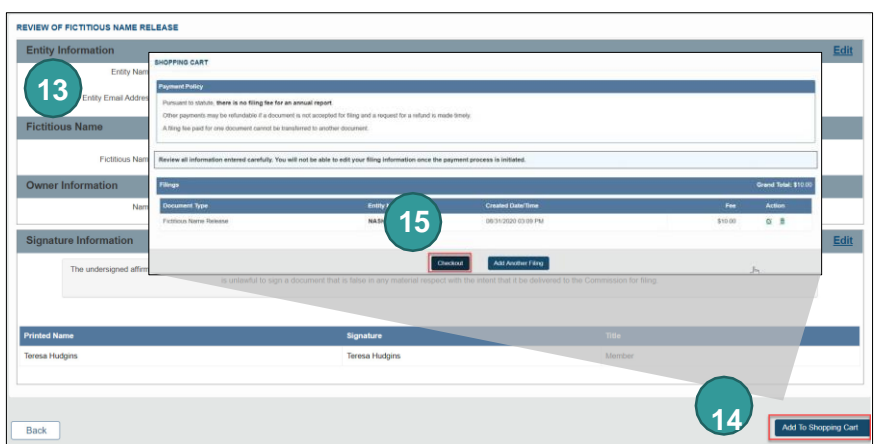 REVIEW OF FICTITIOUS NAME RELEASE
Entity Information
Edit
Entity Nam
13
Entity Email Addres
Fictitious Name
Fictitious Nam
Owner Information
Nam
Signature Information
Edit
The undersigned affirm
is unlawful to sign a document that is false in any material respect with the intent that it be delivered to the Commission for filing.
SHOPPING CART
Payment Policy
Pursuant to statute, there is no filing fee for an annual report.
Other payments may be refundable if a document is not accepted for filing and a request for a refund is made timely.
A filing fee paid for one document cannot be transferred to another document.
Review all information entered carefully. You will not be able to edit your filing information once the payment process is initiated.
Filings Grand Total: $10.00
Document Type Entity Created Date/Time Fee Action
Fictitious Name Release NASH 08/31/2020 03:09 PM $10.00
15
Checkout Add Another Filing
Printed Name Signature Title
Teresa Hudgins Teresa Hudgins Member
14
Back Add To Shopping Cart